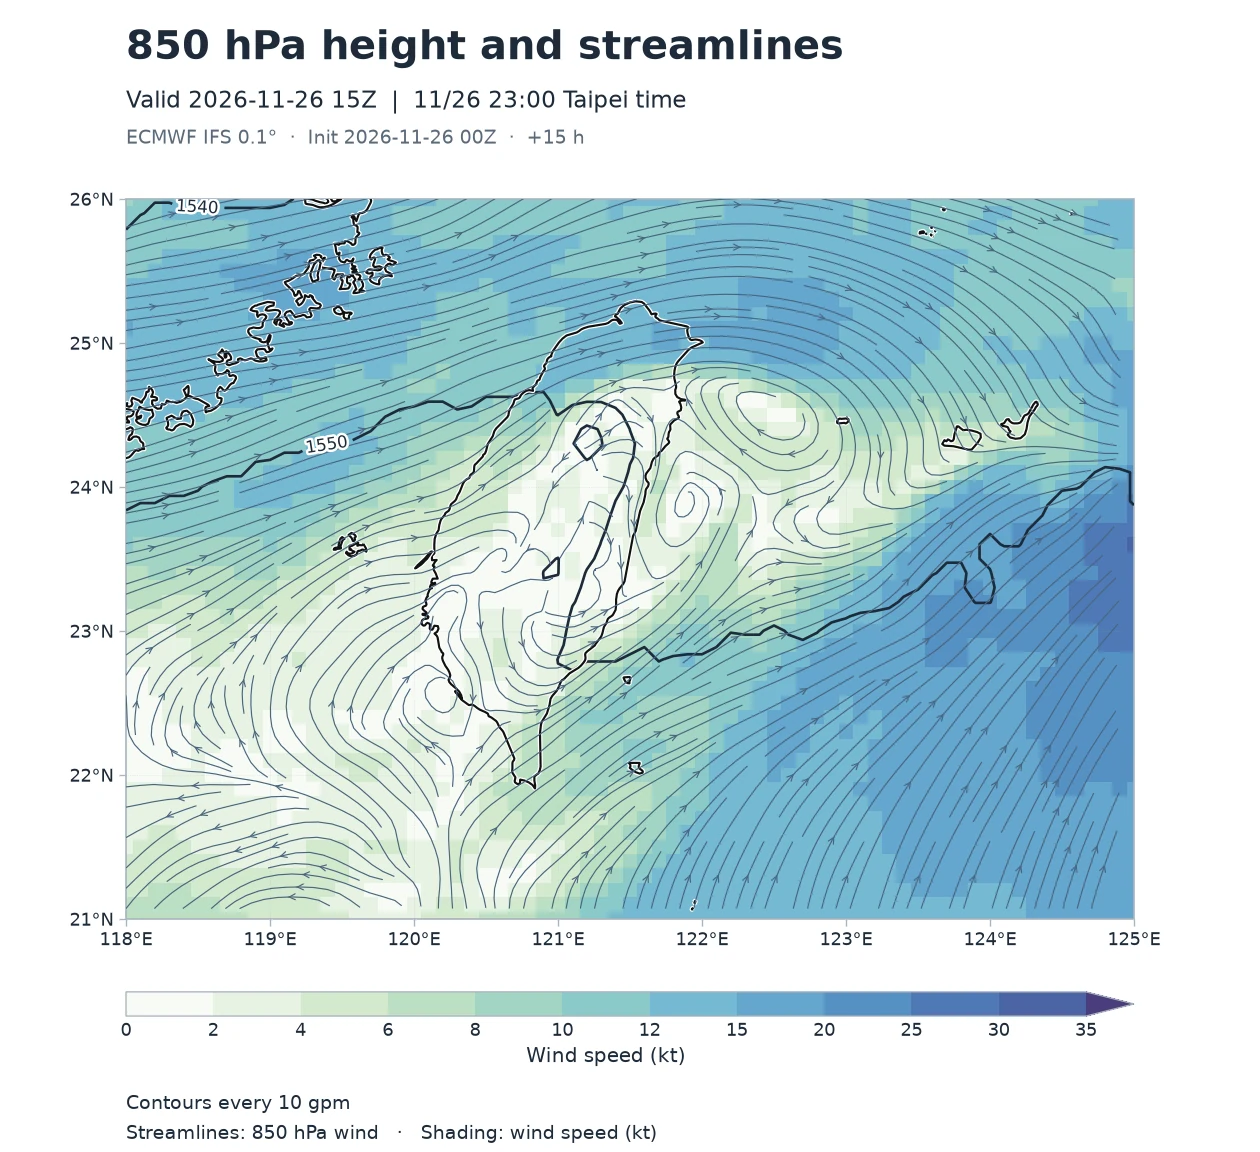 850 hPa height and streamlines
Valid 2026-11-26 15Z | 11/26 23:00 Taipei time
ECMWF IFS 0.1° · Init 2026-11-26 00Z · +15 h
26°N
1540
25°N
1550
24°N
23°N
22°N
21°N
118°E 119°E 120°E 121°E 122°E 123°E 124°E 125°E
0 2 4 6 8 10 12 15 20 25 30 35
Wind speed (kt)
Contours every 10 gpm
Streamlines: 850 hPa wind · Shading: wind speed (kt)